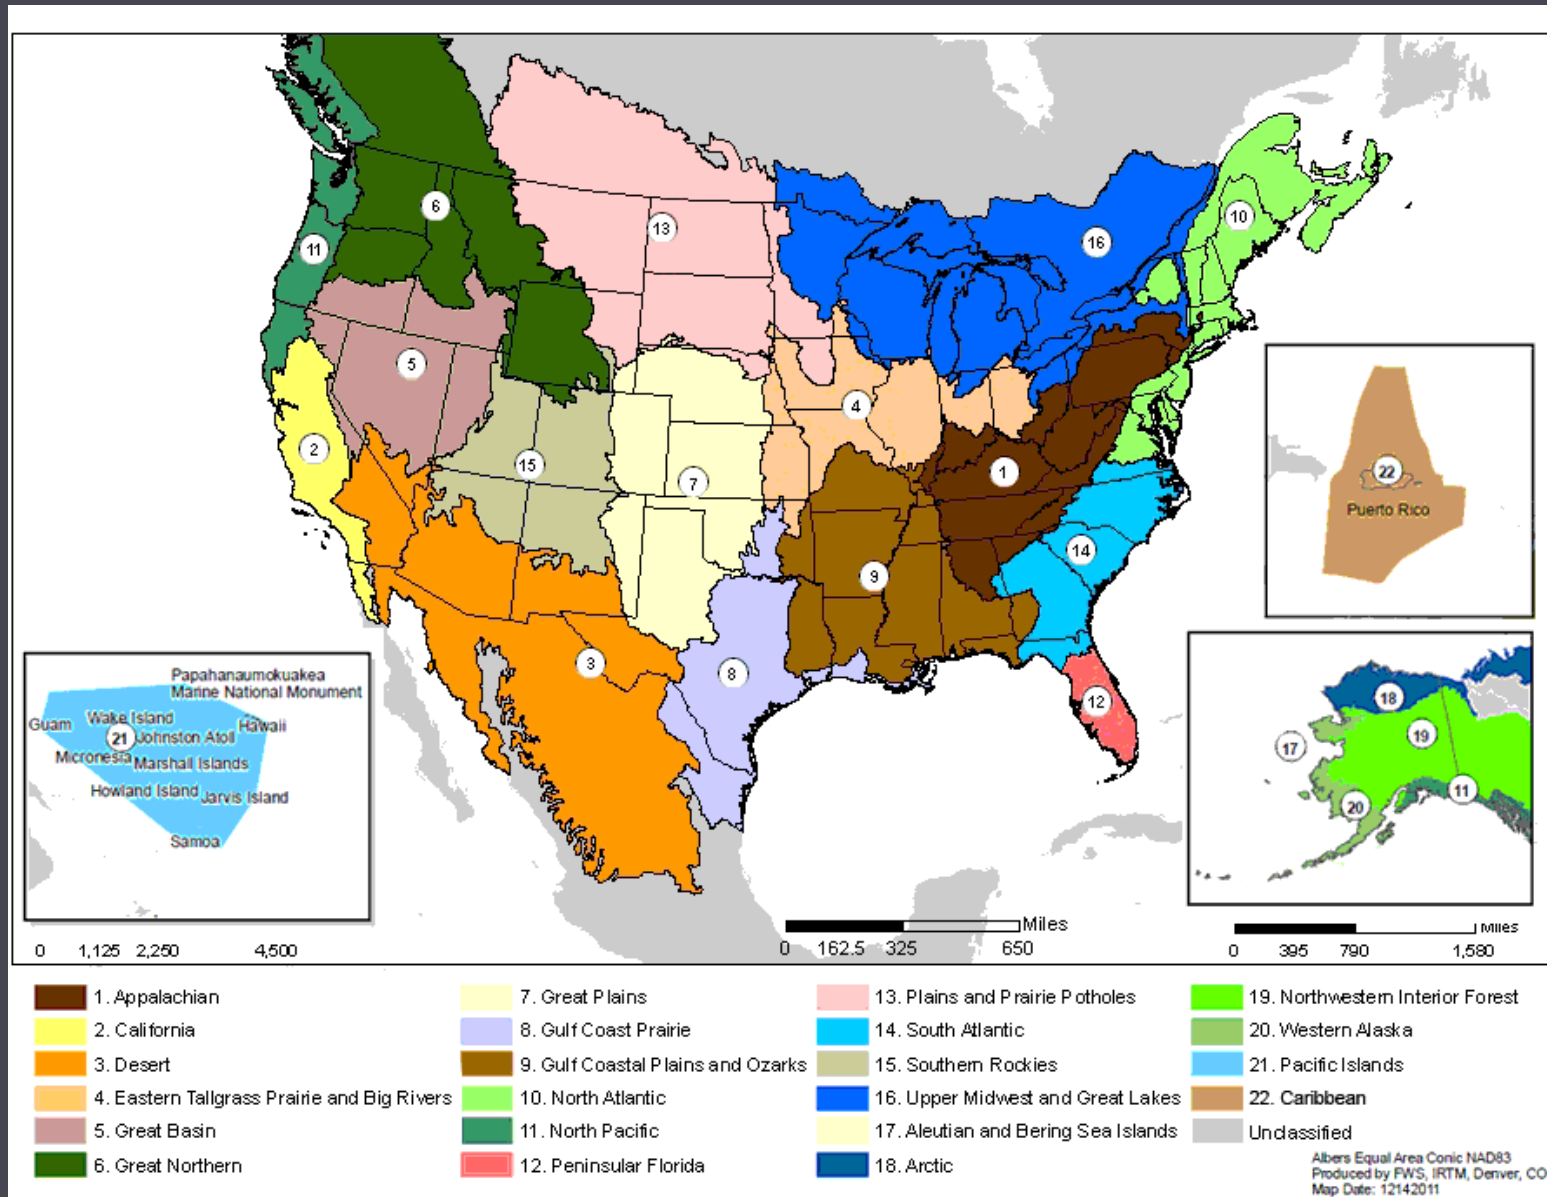 6
11
13
16
10
5
2
15
4
7
1
14
9
3
8
12
22
Puerto Rico
Papahanaumokuakea
Marine National Monument
Guam
Wake Island
Hawaii
21
Johnston Atoll
Micronesia
Marshall Islands
Howland Island
Jarvis Island
Samoa
18
17
19
20
11
0 1,125 2,250 4,500
Miles
0 162.5 325 650
Miles
0 395 790 1,580
1. Appalachian
2. California
3. Desert
4. Eastern Tallgrass Prairie and Big Rivers
5. Great Basin
6. Great Northern
7. Great Plains
8. Gulf Coast Prairie
9. Gulf Coastal Plains and Ozarks
10. North Atlantic
11. North Pacific
12. Peninsular Florida
13. Plains and Prairie Potholes
14. South Atlantic
15. Southern Rockies
16. Upper Midwest and Great Lakes
17. Aleutian and Bering Sea Islands
18. Arctic
19. Northwestern Interior Forest
20. Western Alaska
21. Pacific Islands
22. Caribbean
Unclassified
Albers Equal Area Conic NAD83
Produced by FWS, IRTM, Denver, CO
Map Date: 12142011